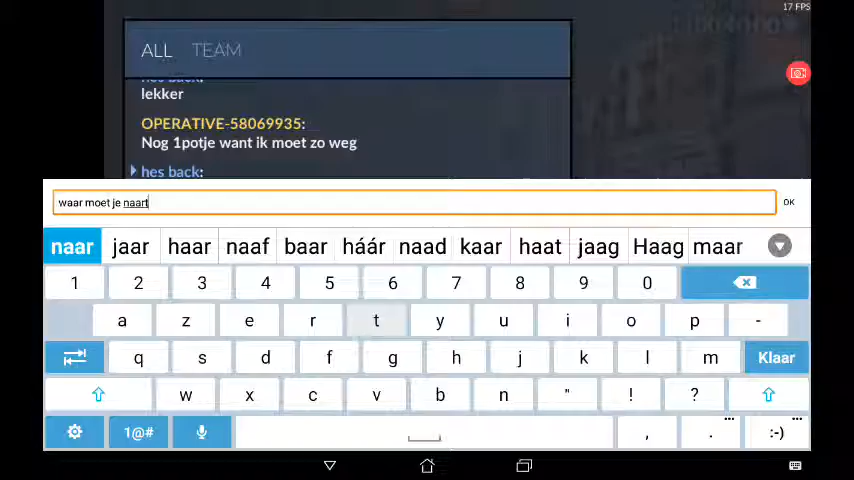 17 FPS
ALL TEAM
hes back:
lekker
OPERATIVE-58069935:
Nog 1potje want ik moet zo weg
hes back:
waar moet je naart
OK
naar jaar haar naaf baar háár naad kaar haat jaag Haag maar
1 2 3 4 5 6 7 8 9 0
a z e r t y u i o p -
q s d f g h j k l m Klaar
w x c v b n " ! ?
1@# , . ... :-) ...